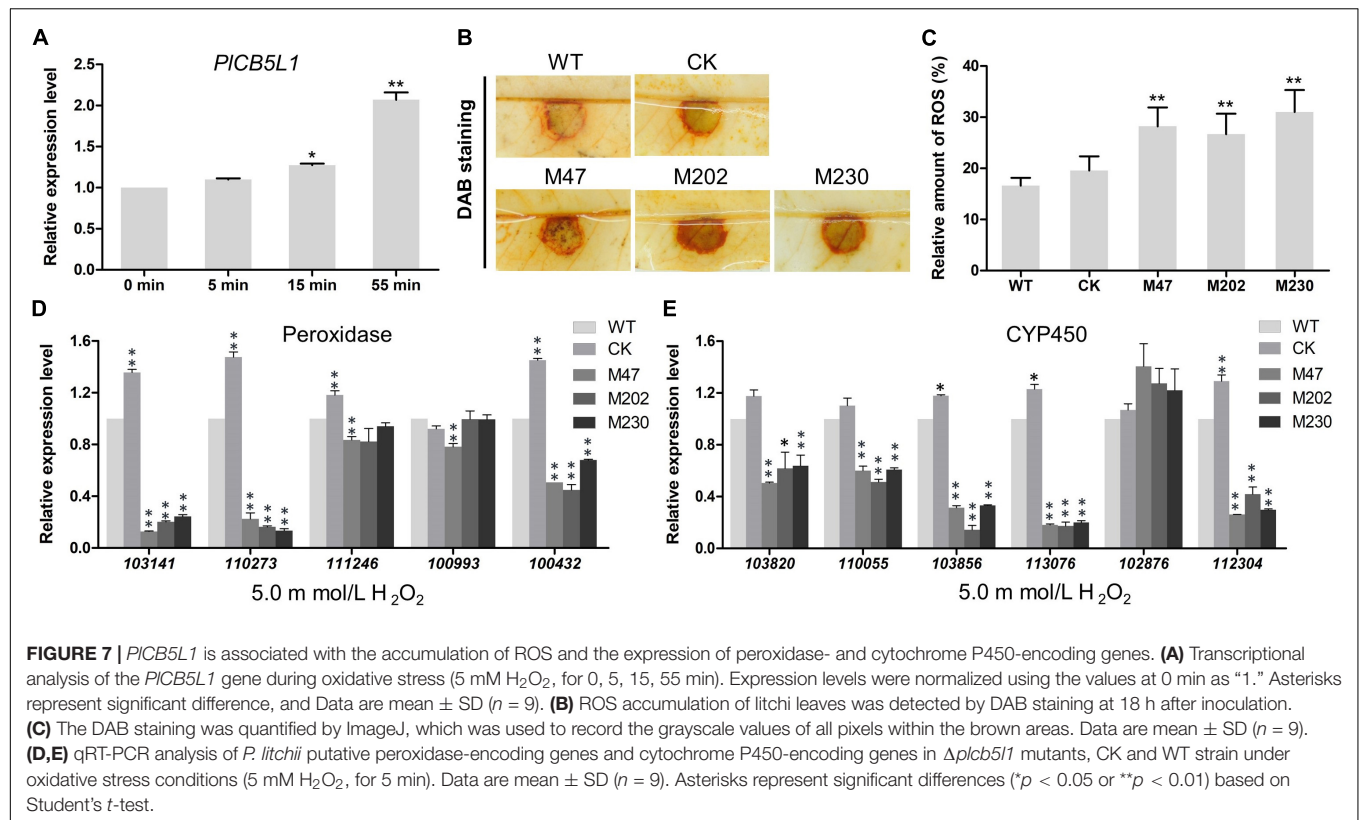 A
PlCB5L1
Relative expression level
2.5
2.0
1.5
1.0
0.5
0.0
*
**
0 min 5 min 15 min 55 min
B
DAB staining
WT CK
M47 M202 M230
C
Relative amount of ROS (%)
40
30
20
10
0
** ** **
WT CK M47 M202 M230
D
Peroxidase
Relative expression level
1.6
1.2
0.8
0.4
0.0
** ** ** **
** ** **
** ** ** **
**
** ** ** **
WT
CK
M47
M202
M230
103141 110273 111246 100993 100432
5.0 m mol/L H2O2
E
CYP450
Relative expression level
1.6
1.2
0.8
0.4
0.0
** * **
** ** **
* ** ** **
* ** ** **
** ** ** **
WT
CK
M47
M202
M230
103820 110055 103856 113076 102876 112304
5.0 m mol/L H2O2
FIGURE 7 | PlCB5L1 is associated with the accumulation of ROS and the expression of peroxidase- and cytochrome P450-encoding genes. (A) Transcriptional
analysis of the PlCB5L1 gene during oxidative stress (5 mM H2O2, for 0, 5, 15, 55 min). Expression levels were normalized using the values at 0 min as “1.” Asterisks
represent significant difference, and Data are mean ± SD (n = 9). (B) ROS accumulation of litchi leaves was detected by DAB staining at 18 h after inoculation.
(C) The DAB staining was quantified by ImageJ, which was used to record the grayscale values of all pixels within the brown areas. Data are mean ± SD (n = 9).
(D,E) qRT-PCR analysis of P. litchii putative peroxidase-encoding genes and cytochrome P450-encoding genes in Δplcb5l1 mutants, CK and WT strain under
oxidative stress conditions (5 mM H2O2, for 5 min). Data are mean ± SD (n = 9). Asterisks represent significant differences (*p < 0.05 or **p < 0.01) based on
Student’s t-test.